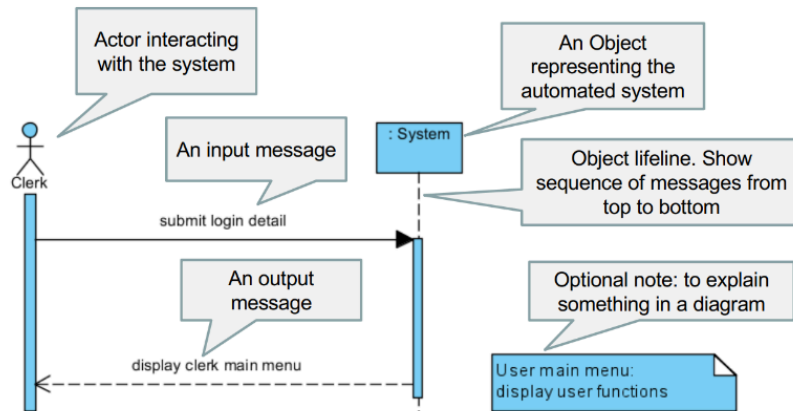 Actor interacting
with the system
An Object
representing the
automated system
An input message
: System
Clerk
Object lifeline. Show
sequence of messages from
top to bottom
submit login detail
An output
message
Optional note: to explain
something in a diagram
display clerk main menu
User main menu:
display user functions